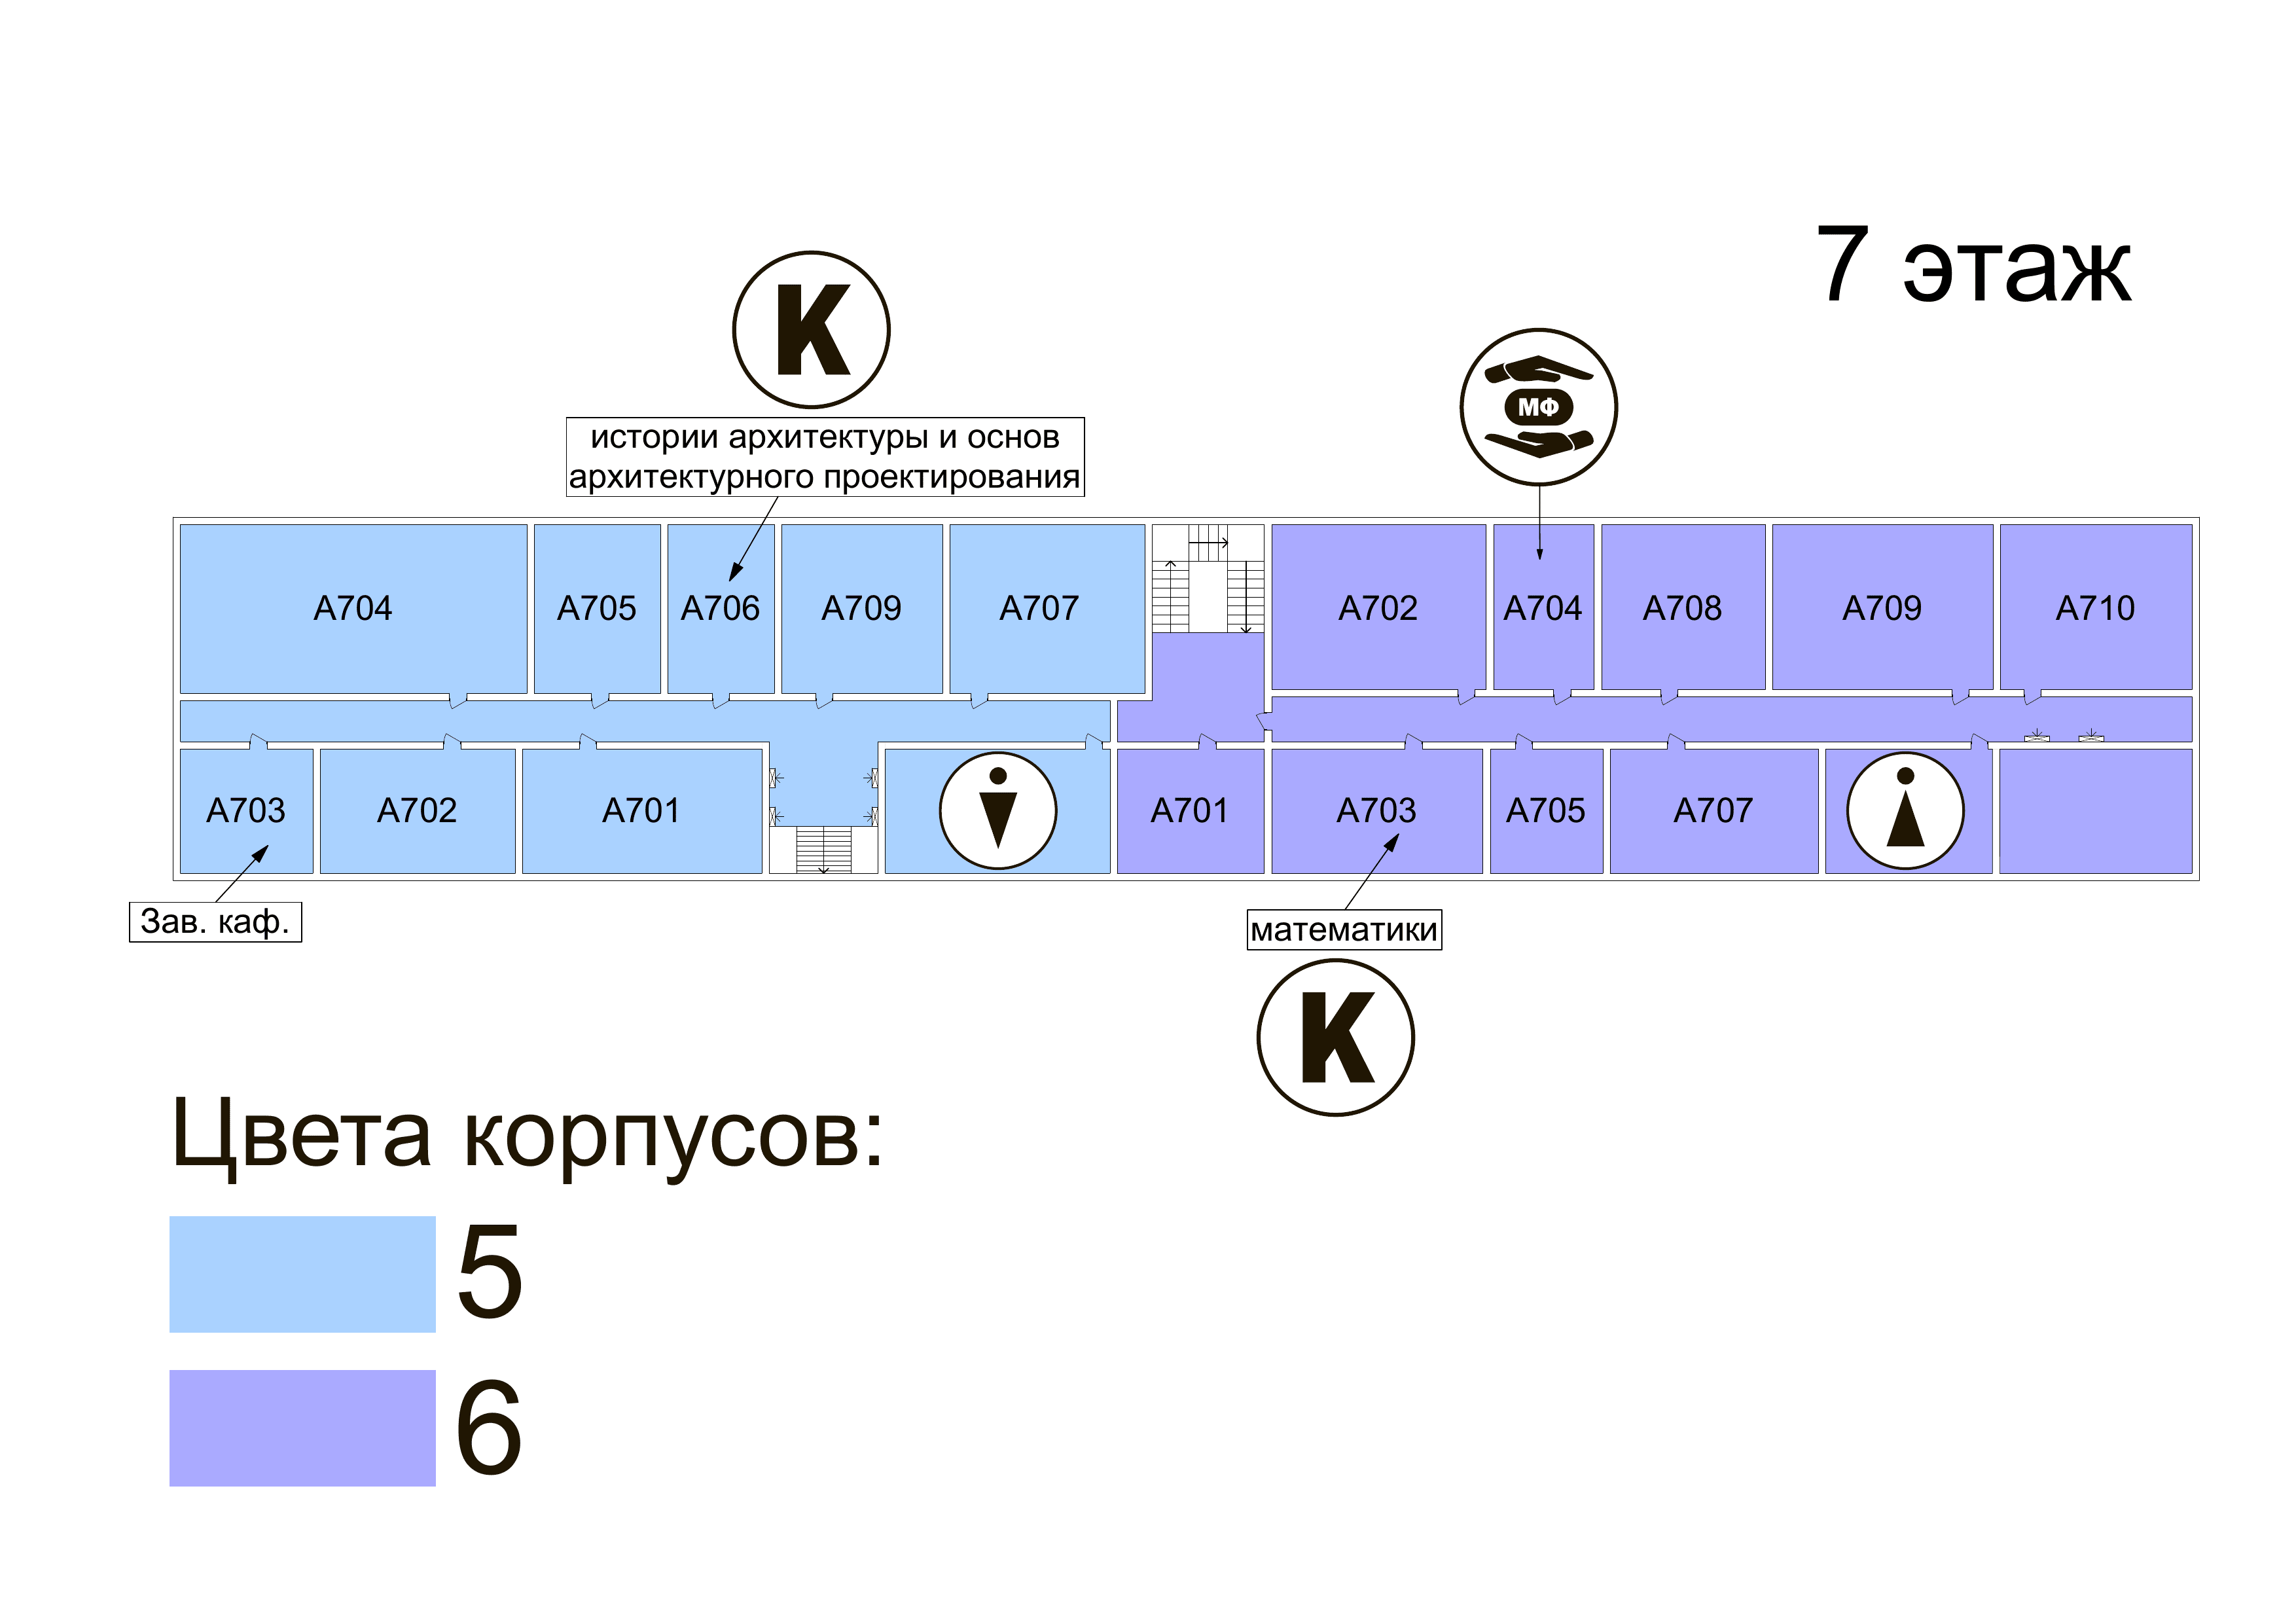 7 этаж
К
МФ
истории архитектуры и основ
архитектурного проектирования
А704
А705
А706
А709
А707
А702
А704
А708
А709
А710
А703
А702
А701
А701
А703
А705
А707
Зав. каф.
математики
К
Цвета корпусов:
5
6